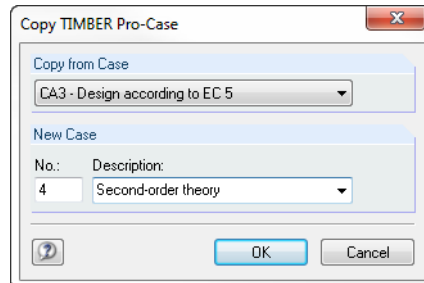 Copy TIMBER Pro-Case
Copy from Case
CA3 - Design according to EC 5
New Case
No.: Description:
4 Second-order theory
OK Cancel